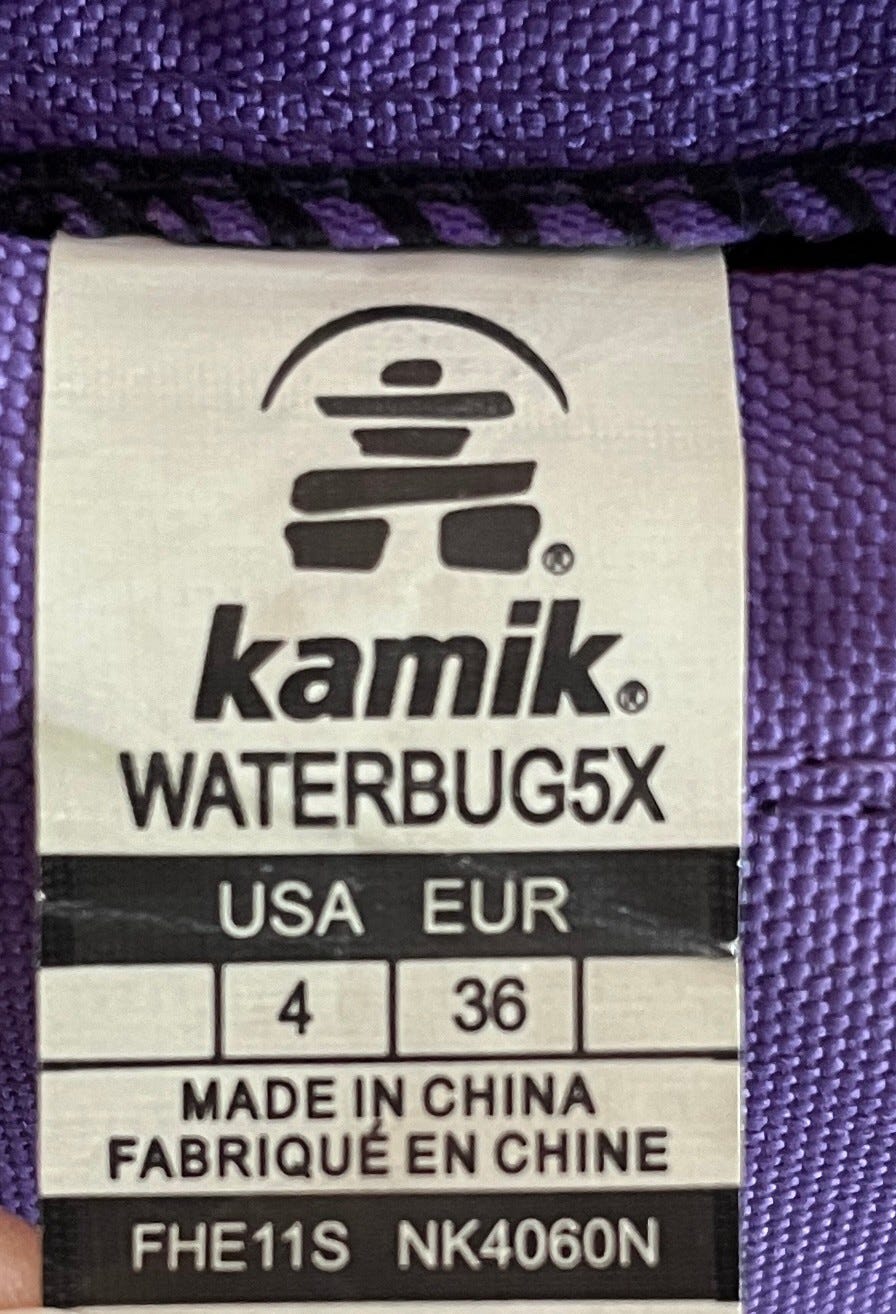 ®
kamik®
WATERBUG5X
USA EUR
4 36
MADE IN CHINA
FABRIQUÉ EN CHINE
FHE11S NK4060N